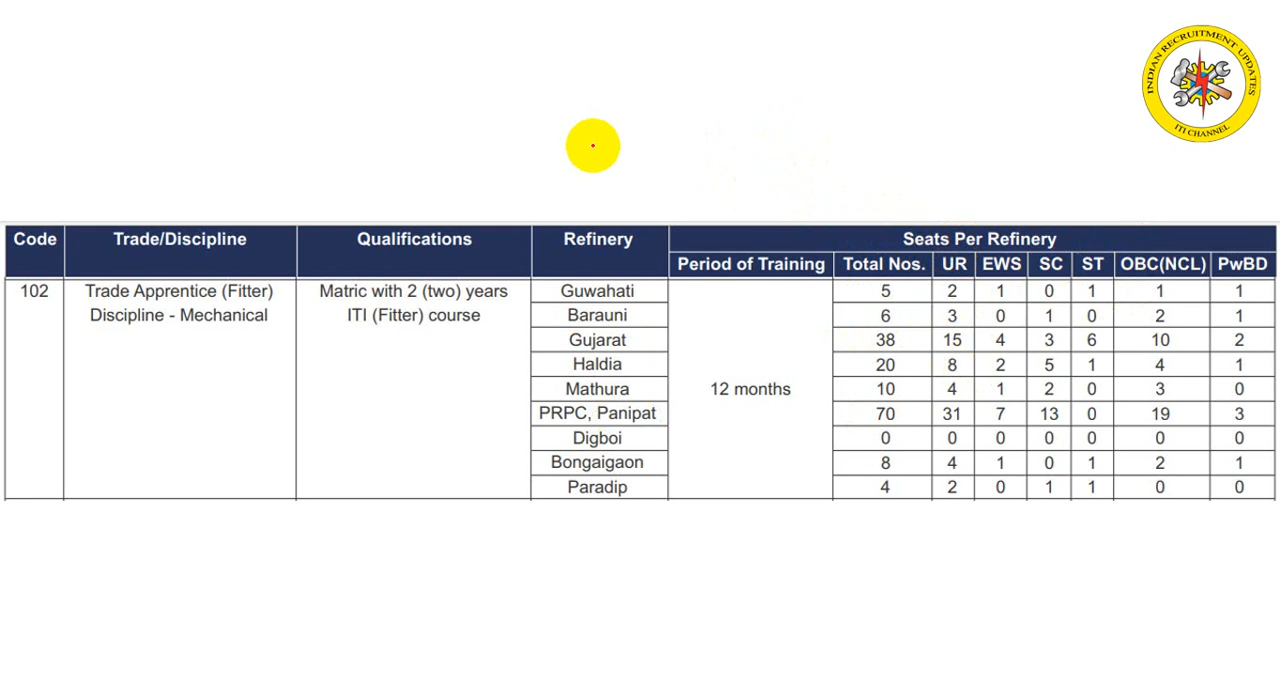 INDIAN RECRUITMENT UPDATES
ITI CHANNEL
Code Trade/Discipline Qualifications Refinery Seats Per Refinery
Period of Training Total Nos. UR EWS SC ST OBC(NCL) PwBD
102 Trade Apprentice (Fitter) Matric with 2 (two) years Guwahati 5 2 1 0 1 1 1
Discipline - Mechanical ITI (Fitter) course Barauni 6 3 0 1 0 2 1
Gujarat 38 15 4 3 6 10 2
Haldia 20 8 2 5 1 4 1
Mathura 12 months 10 4 1 2 0 3 0
PRPC, Panipat 70 31 7 13 0 19 3
Digboi 0 0 0 0 0 0 0
Bongaigaon 8 4 1 0 1 2 1
Paradip 4 2 0 1 1 0 0